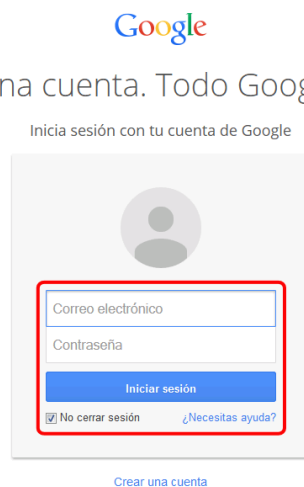 Google
na cuenta. Todo Goog
Inicia sesión con tu cuenta de Google
Correo electrónico
Contraseña
Iniciar sesión
No cerrar sesión ¿Necesitas ayuda?
Crear una cuenta